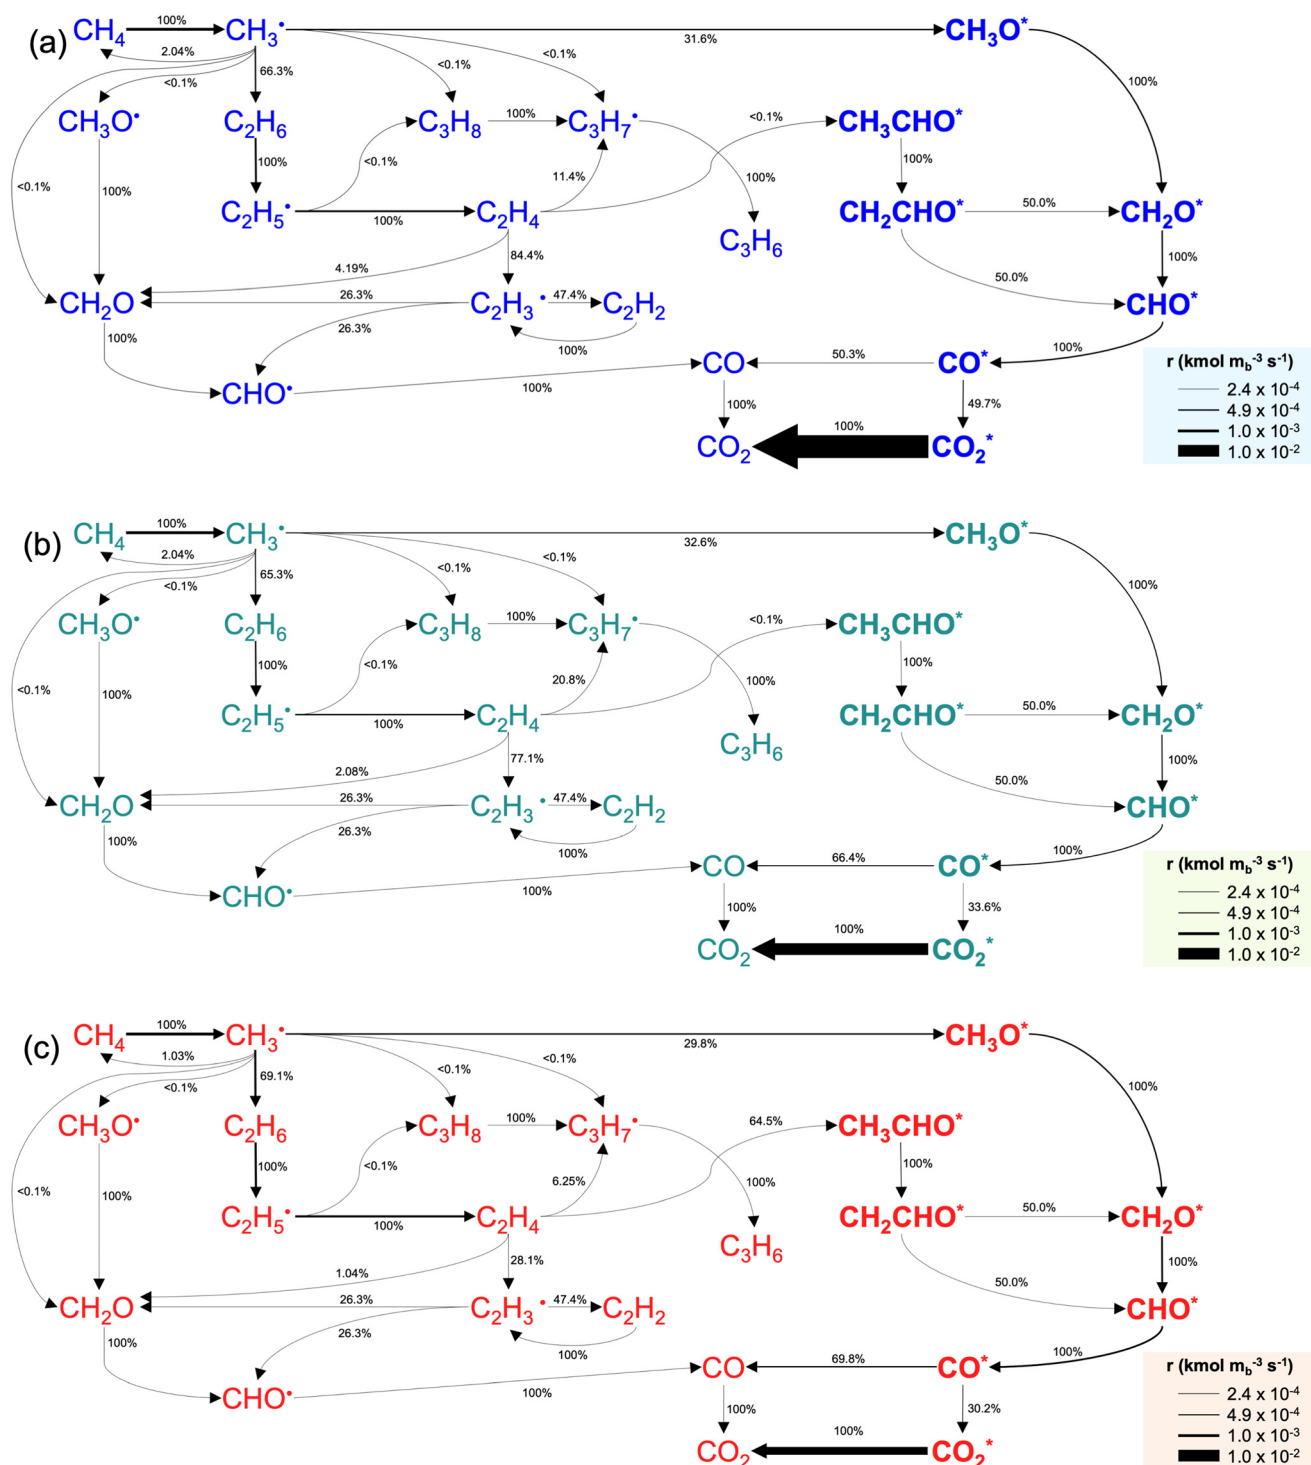 (a)
CH₄ 100% CH₃• 31.6% CH₃O*
2.04%
<0.1% <0.1% <0.1% 66.3% 100%
CH₃O• C₂H₆ C₃H₈ 100% C₃H₇• <0.1% CH₃CHO*
<0.1% 100% 100% <0.1% 11.4% 100% 100%
C₂H₅• 100% C₂H₄ C₃H₆ CH₂CHO* 50.0% CH₂O*
4.19% 84.4% 50.0% 100%
CH₂O 26.3% C₂H₃• 47.4% C₂H₂ CHO*
100% 26.3% 100% 100%
CHO• 100% CO 50.3% CO*
100% 49.7%
CO₂ 100% CO₂*
r (kmol m_b⁻³ s⁻¹)
2.4 x 10⁻⁴
4.9 x 10⁻⁴
1.0 x 10⁻³
1.0 x 10⁻²
(b)
CH₄ 100% CH₃• 32.6% CH₃O*
2.04%
<0.1% <0.1% <0.1% 65.3% 100%
CH₃O• C₂H₆ C₃H₈ 100% C₃H₇• <0.1% CH₃CHO*
<0.1% 100% 100% <0.1% 20.8% 100% 100%
C₂H₅• 100% C₂H₄ C₃H₆ CH₂CHO* 50.0% CH₂O*
2.08% 77.1% 50.0% 100%
CH₂O 26.3% C₂H₃• 47.4% C₂H₂ CHO*
100% 26.3% 100% 100%
CHO• 100% CO 66.4% CO*
100% 33.6%
CO₂ 100% CO₂*
r (kmol m_b⁻³ s⁻¹)
2.4 x 10⁻⁴
4.9 x 10⁻⁴
1.0 x 10⁻³
1.0 x 10⁻²
(c)
CH₄ 100% CH₃• 29.8% CH₃O*
1.03%
<0.1% <0.1% <0.1% 69.1% 100%
CH₃O• C₂H₆ C₃H₈ 100% C₃H₇• 64.5% CH₃CHO*
<0.1% 100% 100% <0.1% 6.25% 100% 100%
C₂H₅• 100% C₂H₄ C₃H₆ CH₂CHO* 50.0% CH₂O*
1.04% 28.1% 50.0% 100%
CH₂O 26.3% C₂H₃• 47.4% C₂H₂ CHO*
100% 26.3% 100% 100%
CHO• 100% CO 69.8% CO*
100% 30.2%
CO₂ 100% CO₂*
r (kmol m_b⁻³ s⁻¹)
2.4 x 10⁻⁴
4.9 x 10⁻⁴
1.0 x 10⁻³
1.0 x 10⁻²